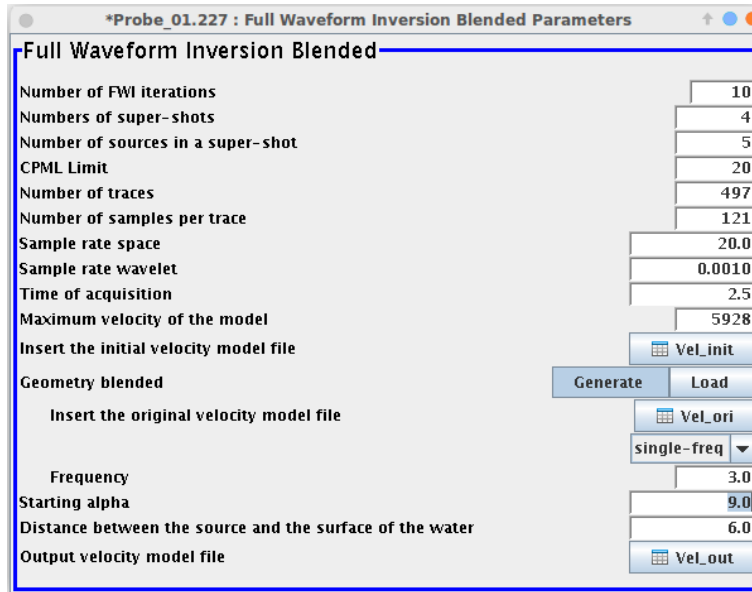 *Probe_01.227 : Full Waveform Inversion Blended Parameters
Full Waveform Inversion Blended
Number of FWI iterations 10
Numbers of super-shots 4
Number of sources in a super-shot 5
CPML Limit 20
Number of traces 497
Number of samples per trace 121
Sample rate space 20.0
Sample rate wavelet 0.0010
Time of acquisition 2.5
Maximum velocity of the model 5928
Insert the initial velocity model file Vel_init
Geometry blended Generate Load
Insert the original velocity model file Vel_ori
single-freq
Frequency 3.0
Starting alpha 9.0
Distance between the source and the surface of the water 6.0
Output velocity model file Vel_out